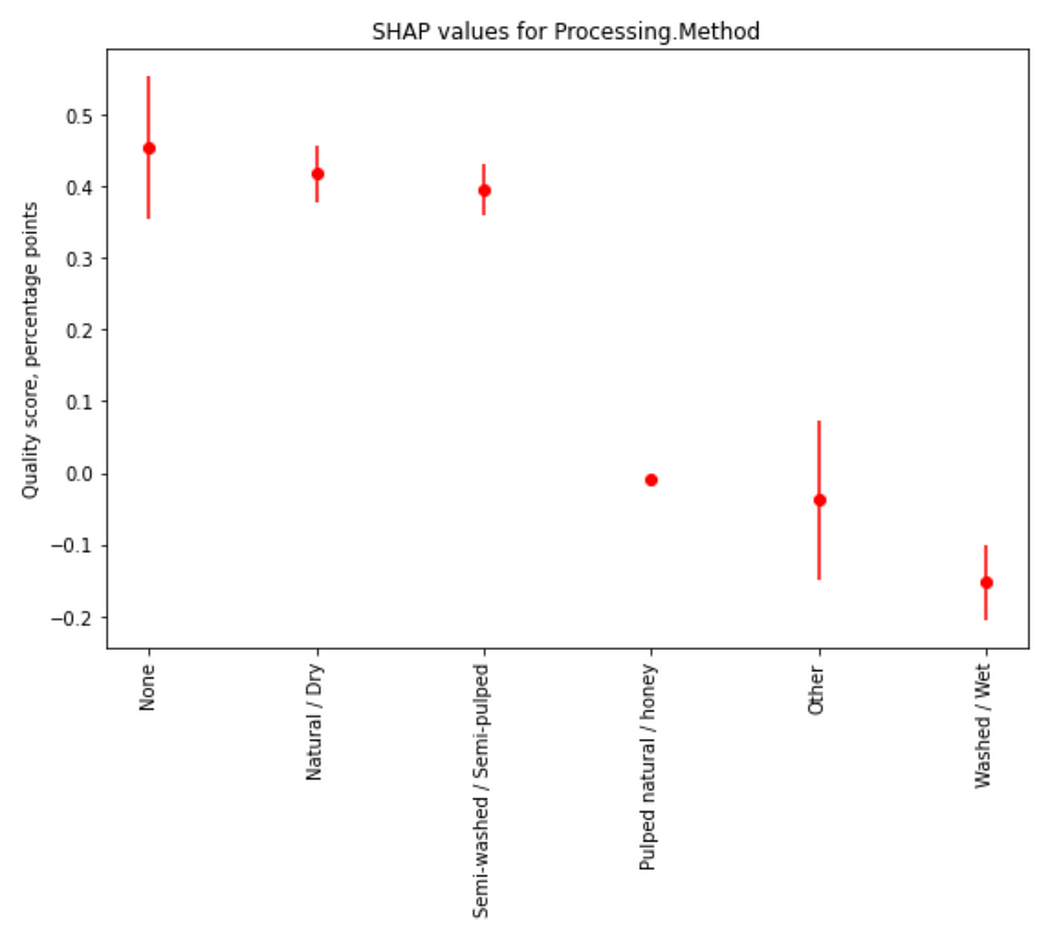 SHAP values for Processing.Method
Quality score, percentage points
0.5
0.4
0.3
0.2
0.1
0.0
−0.1
−0.2
None
Natural / Dry
Semi-washed / Semi-pulped
Pulped natural / honey
Other
Washed / Wet